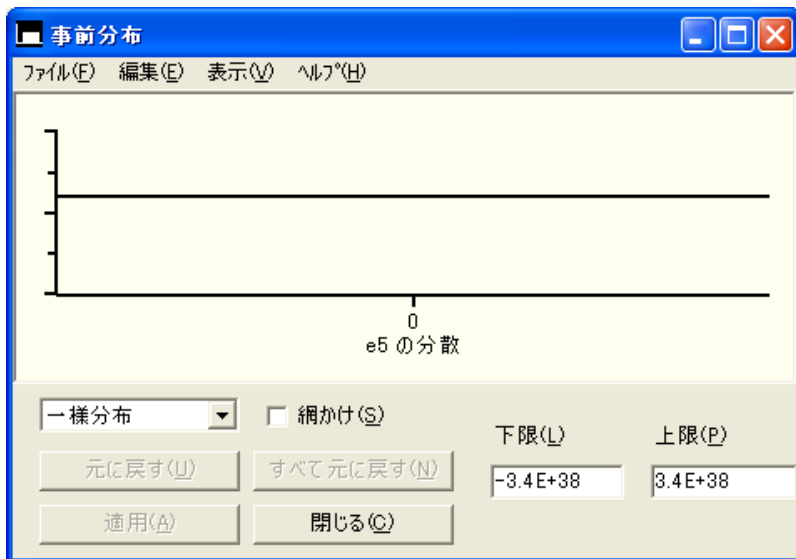 事前分布
ファイル(F) 編集(E) 表示(V) ヘルプ(H)
0
e5 の分散
一様分布
網かけ(S)
下限(L)
上限(P)
元に戻す(U)
すべて元に戻す(N)
-3.4E+38
3.4E+38
適用(A)
閉じる(C)